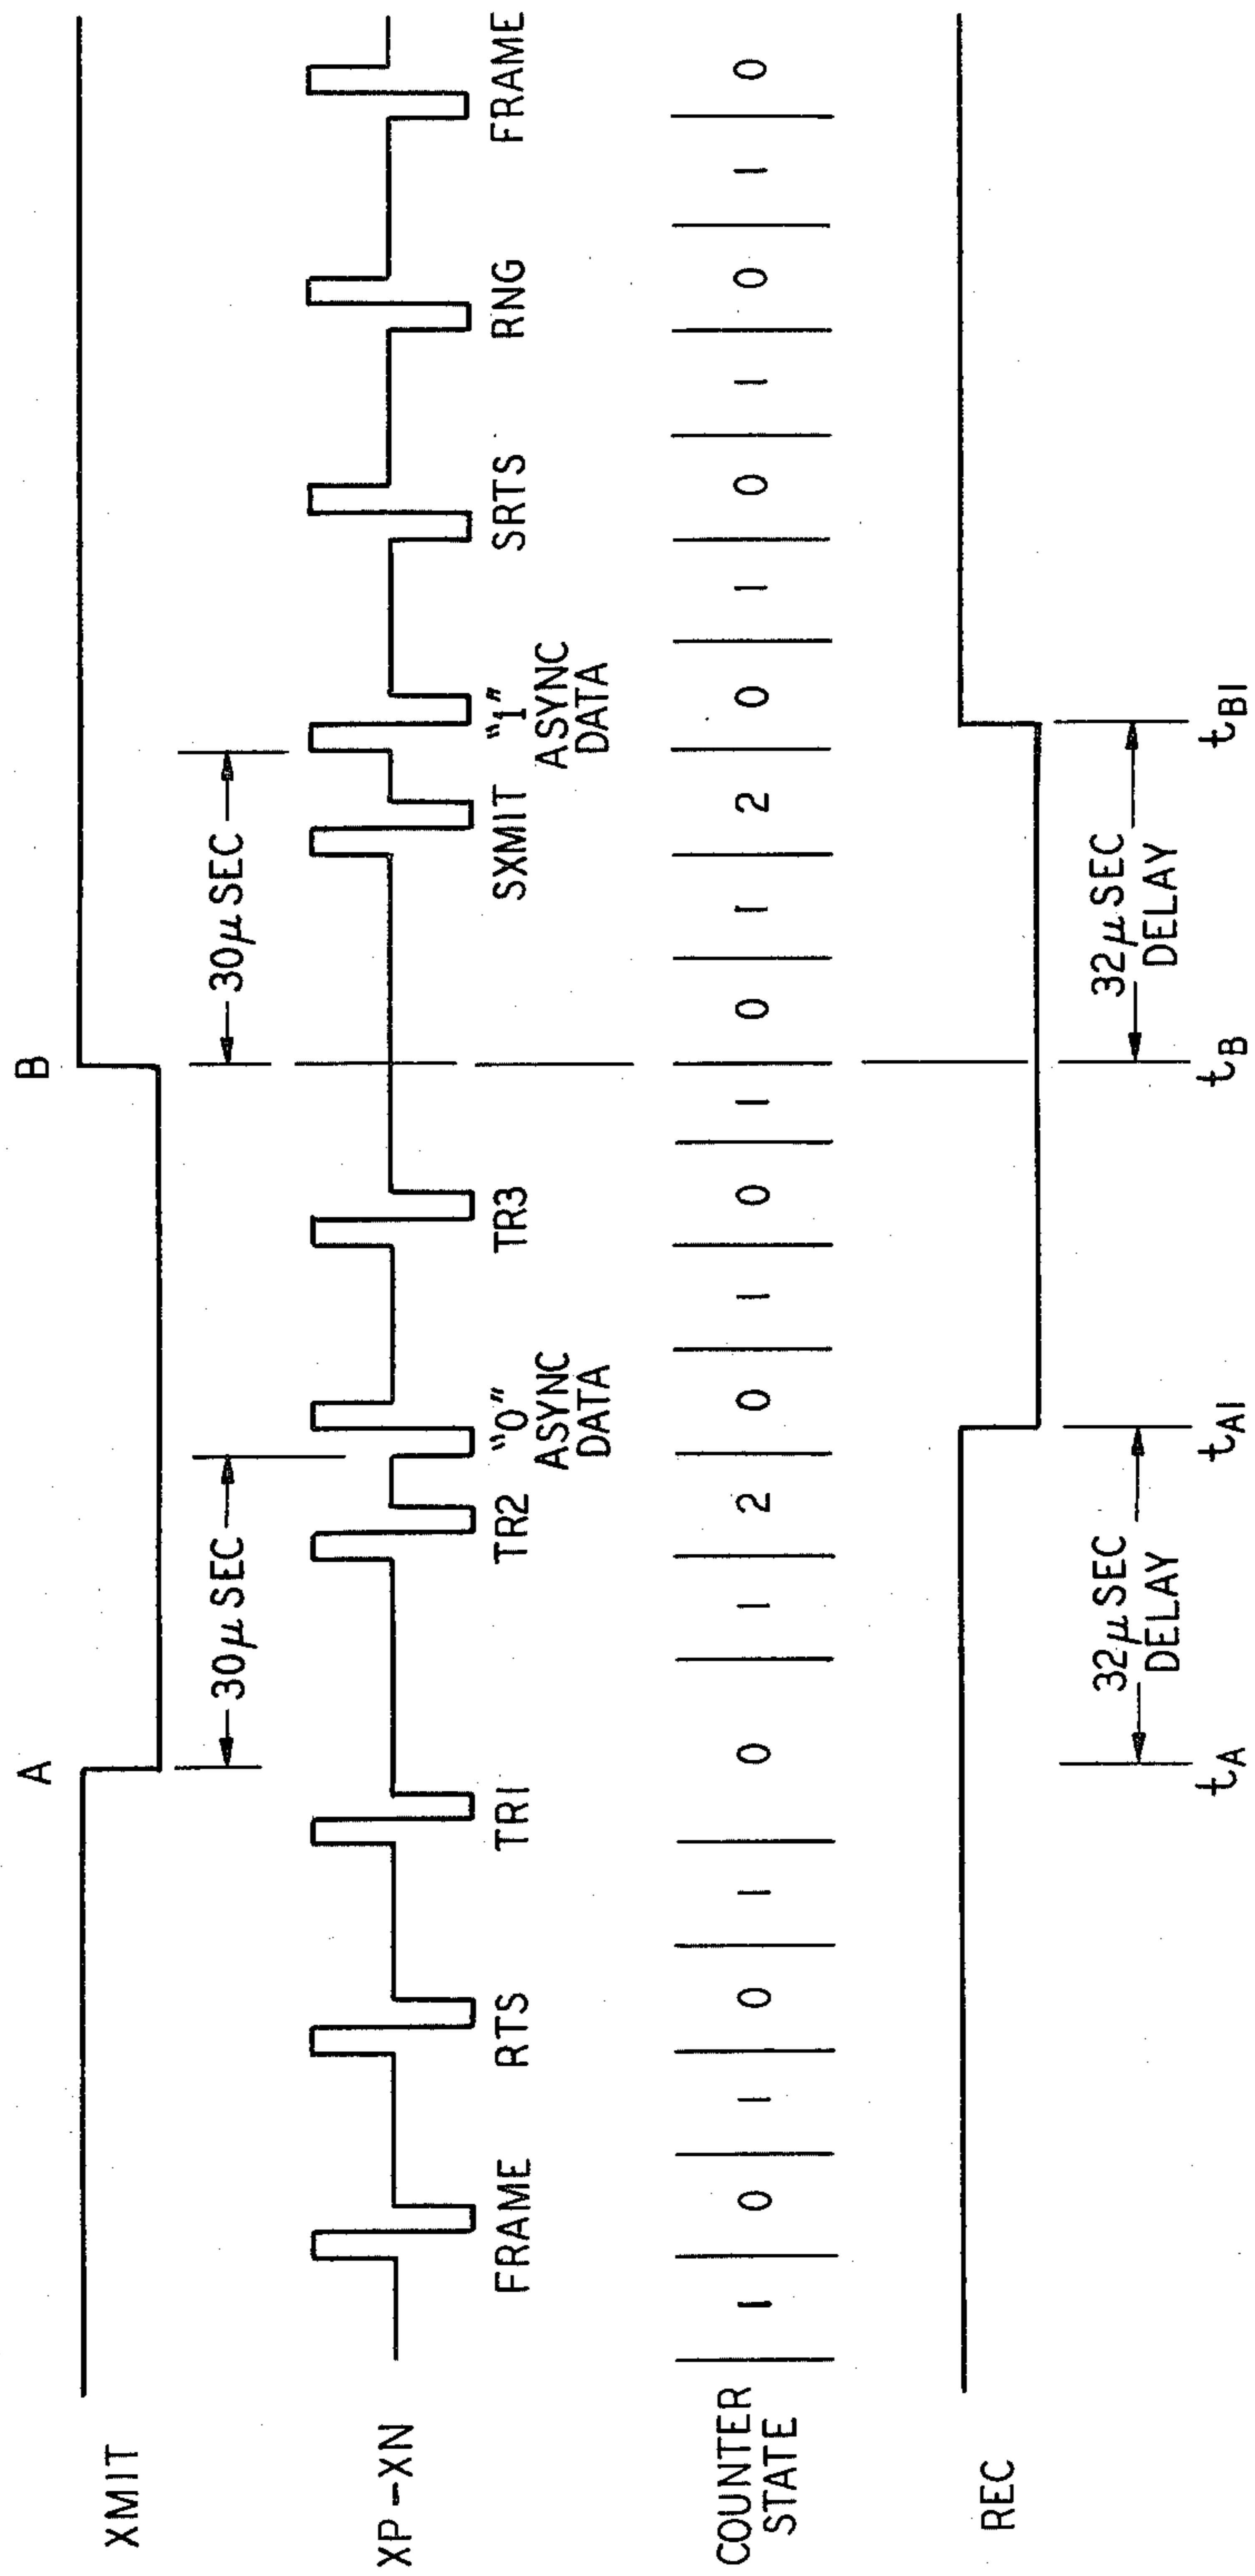 A B
XMIT
30μSEC 30μSEC
XP-XN
FRAME RTS TR1 TR2 "0" TR3 SXMIT "1" SRTS RNG FRAME
ASYNC ASYNC
DATA DATA
COUNTER
STATE
1 0 1 0 1 0 1 2 0 1 0 1 0 1 2 0 1 0 1 0 1 0
REC
32μSEC 32μSEC
DELAY DELAY
tA tA1 tB tB1